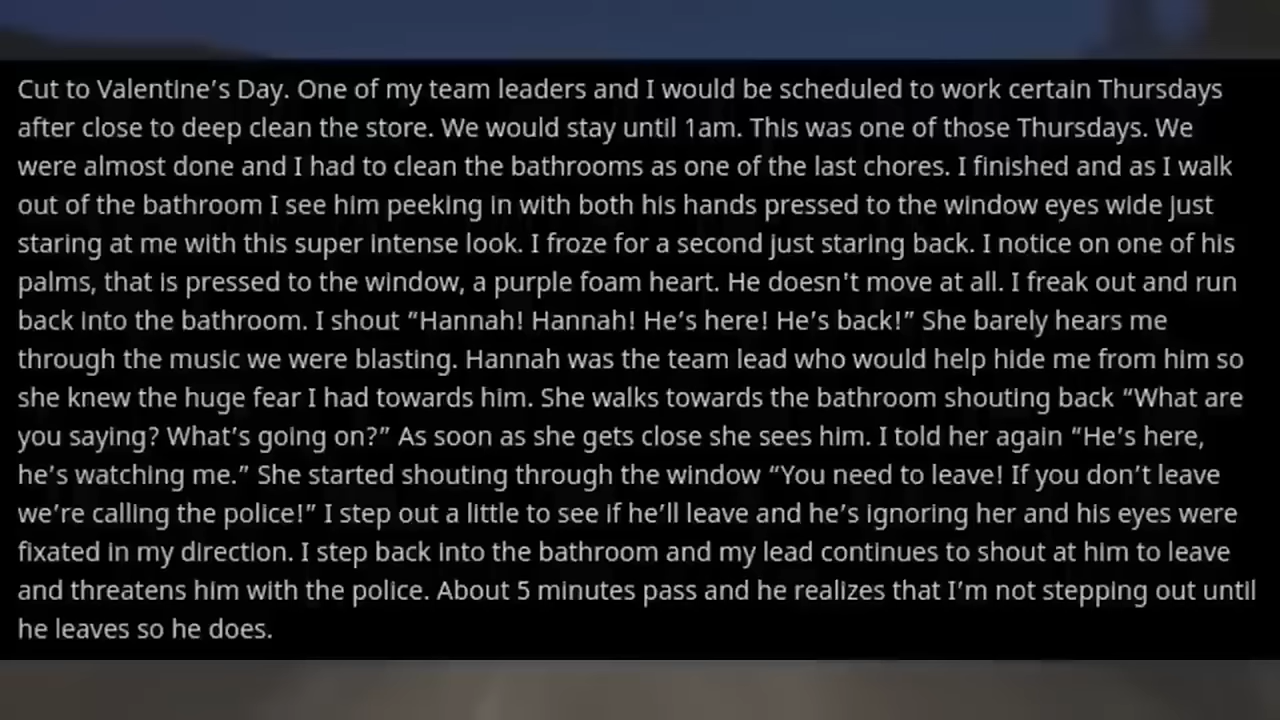 Cut to Valentine’s Day. One of my team leaders and I would be scheduled to work certain Thursdays
after close to deep clean the store. We would stay until 1am. This was one of those Thursdays. We
were almost done and I had to clean the bathrooms as one of the last chores. I finished and as I walk
out of the bathroom I see him peeking in with both his hands pressed to the window eyes wide just
staring at me with this super intense look. I froze for a second just staring back. I notice on one of his
palms, that is pressed to the window, a purple foam heart. He doesn't move at all. I freak out and run
back into the bathroom. I shout “Hannah! Hannah! He’s here! He’s back!” She barely hears me
through the music we were blasting. Hannah was the team lead who would help hide me from him so
she knew the huge fear I had towards him. She walks towards the bathroom shouting back “What are
you saying? What’s going on?” As soon as she gets close she sees him. I told her again “He’s here,
he’s watching me.” She started shouting through the window “You need to leave! If you don’t leave
we’re calling the police!” I step out a little to see if he’ll leave and he’s ignoring her and his eyes were
fixated in my direction. I step back into the bathroom and my lead continues to shout at him to leave
and threatens him with the police. About 5 minutes pass and he realizes that I’m not stepping out until
he leaves so he does.